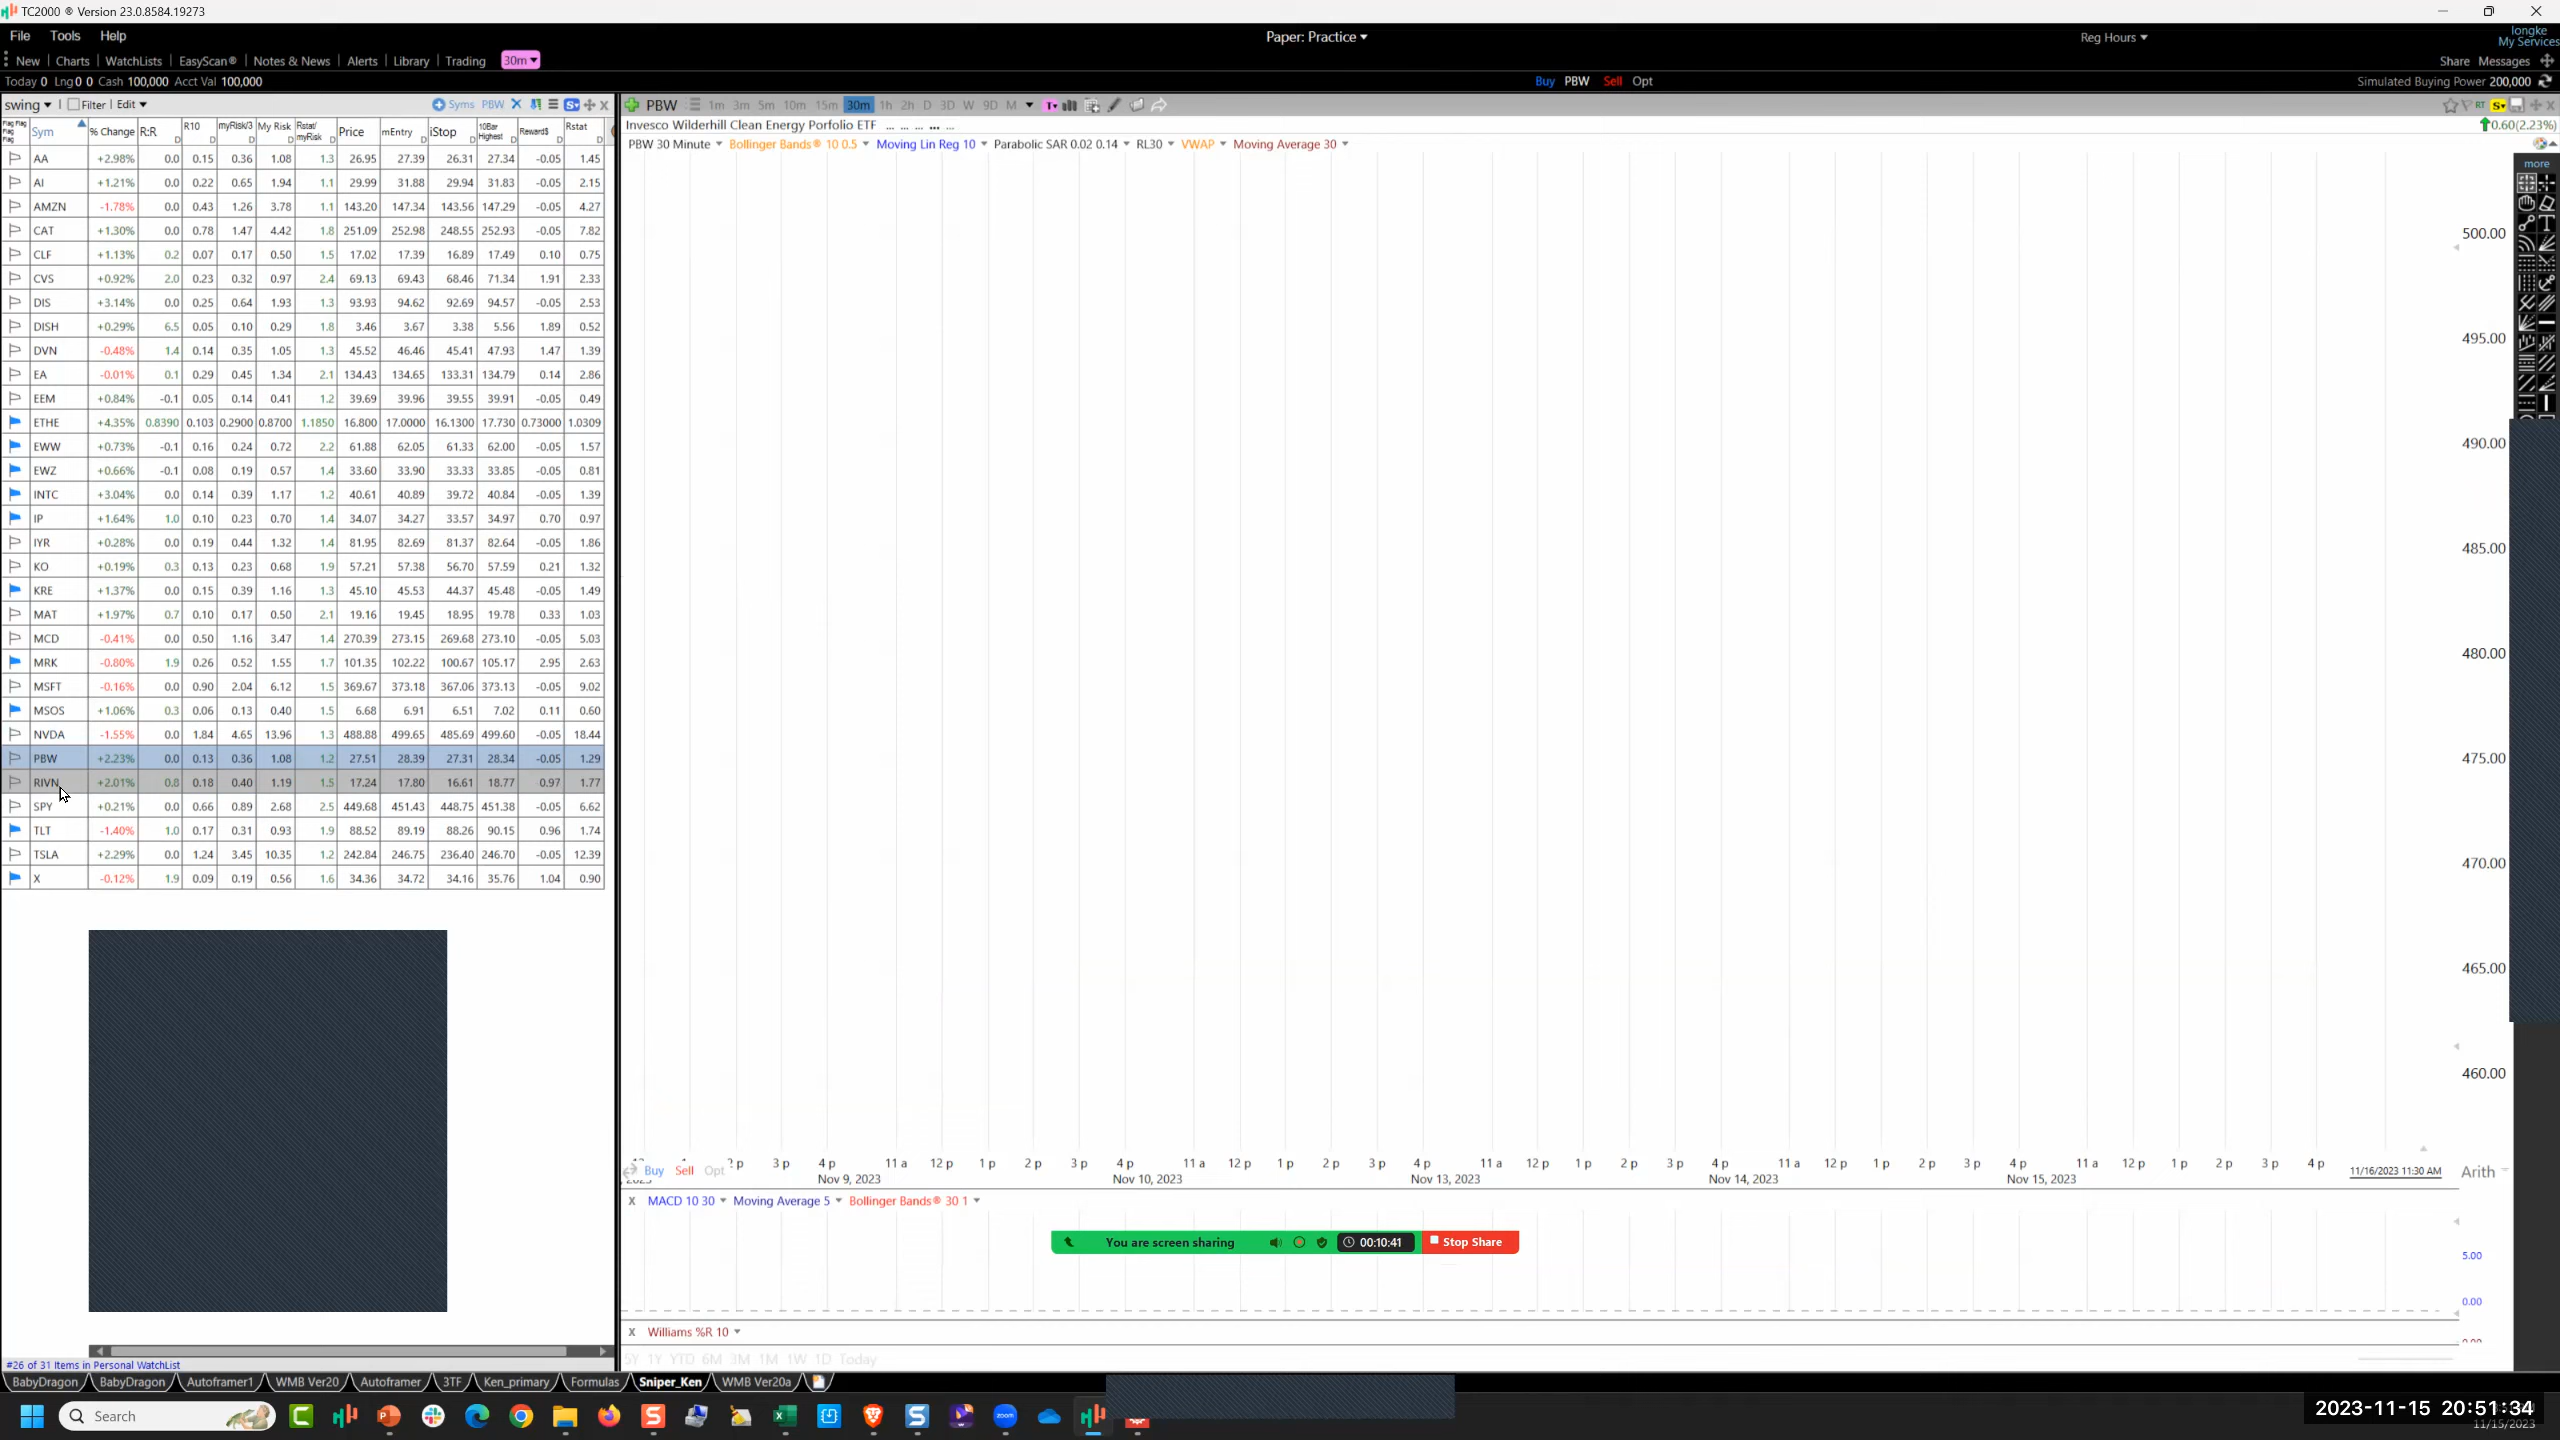 TC2000 ® Version 23.0.8584.19273
File Tools Help
Paper: Practice
Reg Hours
longke
My Services
New Charts WatchLists EasyScan® Notes & News Alerts Library Trading 30m
Share Messages
Today 0 Lng 0 0 Cash 100,000 Acct Val 100,000
Buy PBW Sell Opt
Simulated Buying Power 200,000
swing Filter Edit Syms PBW
PBW 1m 3m 5m 10m 15m 30m 1h 2h D 3D W 9D M
RT
Invesco Wilderhill Clean Energy Porfolio ETF
0.60(2.23%)
PBW 30 Minute Bollinger Bands® 10 0.5 Moving Lin Reg 10 Parabolic SAR 0.02 0.14 RL30 VWAP Moving Average 30
more
Sym % Change R:R R10 myRisk/3 My Risk Rstat/myRisk Price mEntry iStop 10Bar Highest Reward$ Rstat
AA +2.98% 0.0 0.15 0.36 1.08 1.3 26.95 27.39 26.31 27.34 -0.05 1.45
AI +1.21% 0.0 0.22 0.65 1.94 1.1 29.99 31.88 29.94 31.83 -0.05 2.15
AMZN -1.78% 0.0 0.43 1.26 3.78 1.1 143.20 147.34 143.56 147.29 -0.05 4.27
CAT +1.30% 0.0 0.78 1.47 4.42 1.8 251.09 252.98 248.55 252.93 -0.05 7.82
CLF +1.13% 0.2 0.07 0.17 0.50 1.5 17.02 17.39 16.89 17.49 0.10 0.75
CVS +0.92% 2.0 0.23 0.32 0.97 2.4 69.13 69.43 68.46 71.34 1.91 2.33
DIS +3.14% 0.0 0.25 0.64 1.93 1.3 93.93 94.62 92.69 94.57 -0.05 2.53
DISH +0.29% 6.5 0.05 0.10 0.29 1.8 3.46 3.67 3.38 5.56 1.89 0.52
DVN -0.48% 1.4 0.14 0.35 1.05 1.3 45.52 46.46 45.41 47.93 1.47 1.39
EA -0.01% 0.1 0.29 0.45 1.34 2.1 134.43 134.65 133.31 134.79 0.14 2.86
EEM +0.84% -0.1 0.05 0.14 0.41 1.2 39.69 39.96 39.55 39.91 -0.05 0.49
ETHE +4.35% 0.8390 0.103 0.2900 0.8700 1.1850 16.800 17.0000 16.1300 17.730 0.73000 1.0309
EWW +0.73% -0.1 0.16 0.24 0.72 2.2 61.88 62.05 61.33 62.00 -0.05 1.57
EWZ +0.66% -0.1 0.08 0.19 0.57 1.4 33.60 33.90 33.33 33.85 -0.05 0.81
INTC +3.04% 0.0 0.14 0.39 1.17 1.2 40.61 40.89 39.72 40.84 -0.05 1.39
IP +1.64% 1.0 0.10 0.23 0.70 1.4 34.07 34.27 33.57 34.97 0.70 0.97
IYR +0.28% 0.0 0.19 0.44 1.32 1.4 81.95 82.69 81.37 82.64 -0.05 1.86
KO +0.19% 0.3 0.13 0.23 0.68 1.9 57.21 57.38 56.70 57.59 0.21 1.32
KRE +1.37% 0.0 0.15 0.39 1.16 1.3 45.10 45.53 44.37 45.48 -0.05 1.49
MAT +1.97% 0.7 0.10 0.17 0.50 2.1 19.16 19.45 18.95 19.78 0.33 1.03
MCD -0.41% 0.0 0.50 1.16 3.47 1.4 270.39 273.15 269.68 273.10 -0.05 5.03
MRK -0.80% 1.9 0.26 0.52 1.55 1.7 101.35 102.22 100.67 105.17 2.95 2.63
MSFT -0.16% 0.0 0.90 2.04 6.12 1.5 369.67 373.18 367.06 373.13 -0.05 9.02
MSOS +1.06% 0.3 0.06 0.13 0.40 1.5 6.68 6.91 6.51 7.02 0.11 0.60
NVDA -1.55% 0.0 1.84 4.65 13.96 1.3 488.88 499.65 485.69 499.60 -0.05 18.44
PBW +2.23% 0.0 0.13 0.36 1.08 1.2 27.51 28.39 27.31 28.34 -0.05 1.29
RIVN +2.01% 0.8 0.18 0.40 1.19 1.5 17.24 17.80 16.61 18.77 0.97 1.77
SPY +0.21% 0.0 0.66 0.89 2.68 2.5 449.68 451.43 448.75 451.38 -0.05 6.62
TLT -1.40% 1.0 0.17 0.31 0.93 1.9 88.52 89.19 88.26 90.15 0.96 1.74
TSLA +2.29% 0.0 1.24 3.45 10.35 1.2 242.84 246.75 236.40 246.70 -0.05 12.39
X -0.12% 1.9 0.09 0.19 0.56 1.6 34.36 34.72 34.16 35.76 1.04 0.90
500.00
495.00
490.00
485.00
480.00
475.00
470.00
465.00
460.00
3 p 4 p 11 a 12 p 1 p 2 p 3 p 4 p 11 a 12 p 1 p 2 p 3 p 4 p 11 a 12 p 1 p 2 p 3 p 4 p 11 a 12 p 1 p 2 p 3 p 4 p 11 a 12 p 1 p 2 p 3 p 4 p
Buy Sell Opt
11/16/2023 11:30 AM Arith
Nov 9, 2023 Nov 10, 2023 Nov 13, 2023 Nov 14, 2023 Nov 15, 2023
X MACD 10 30 Moving Average 5 Bollinger Bands® 30 1
You are screen sharing 00:10:41 Stop Share
5.00
0.00
X Williams %R 10
5Y 1Y YTD 6M 3M 1M 1W 1D Today
#26 of 31 Items in Personal WatchList
BabyDragon BabyDragon Autoframer1 WMB Ver20 Autoframer 3TF Ken_primary Formulas Sniper_Ken WMB Ver20a
Search
zoom
2023-11-15 20:51:34
11/15/2023